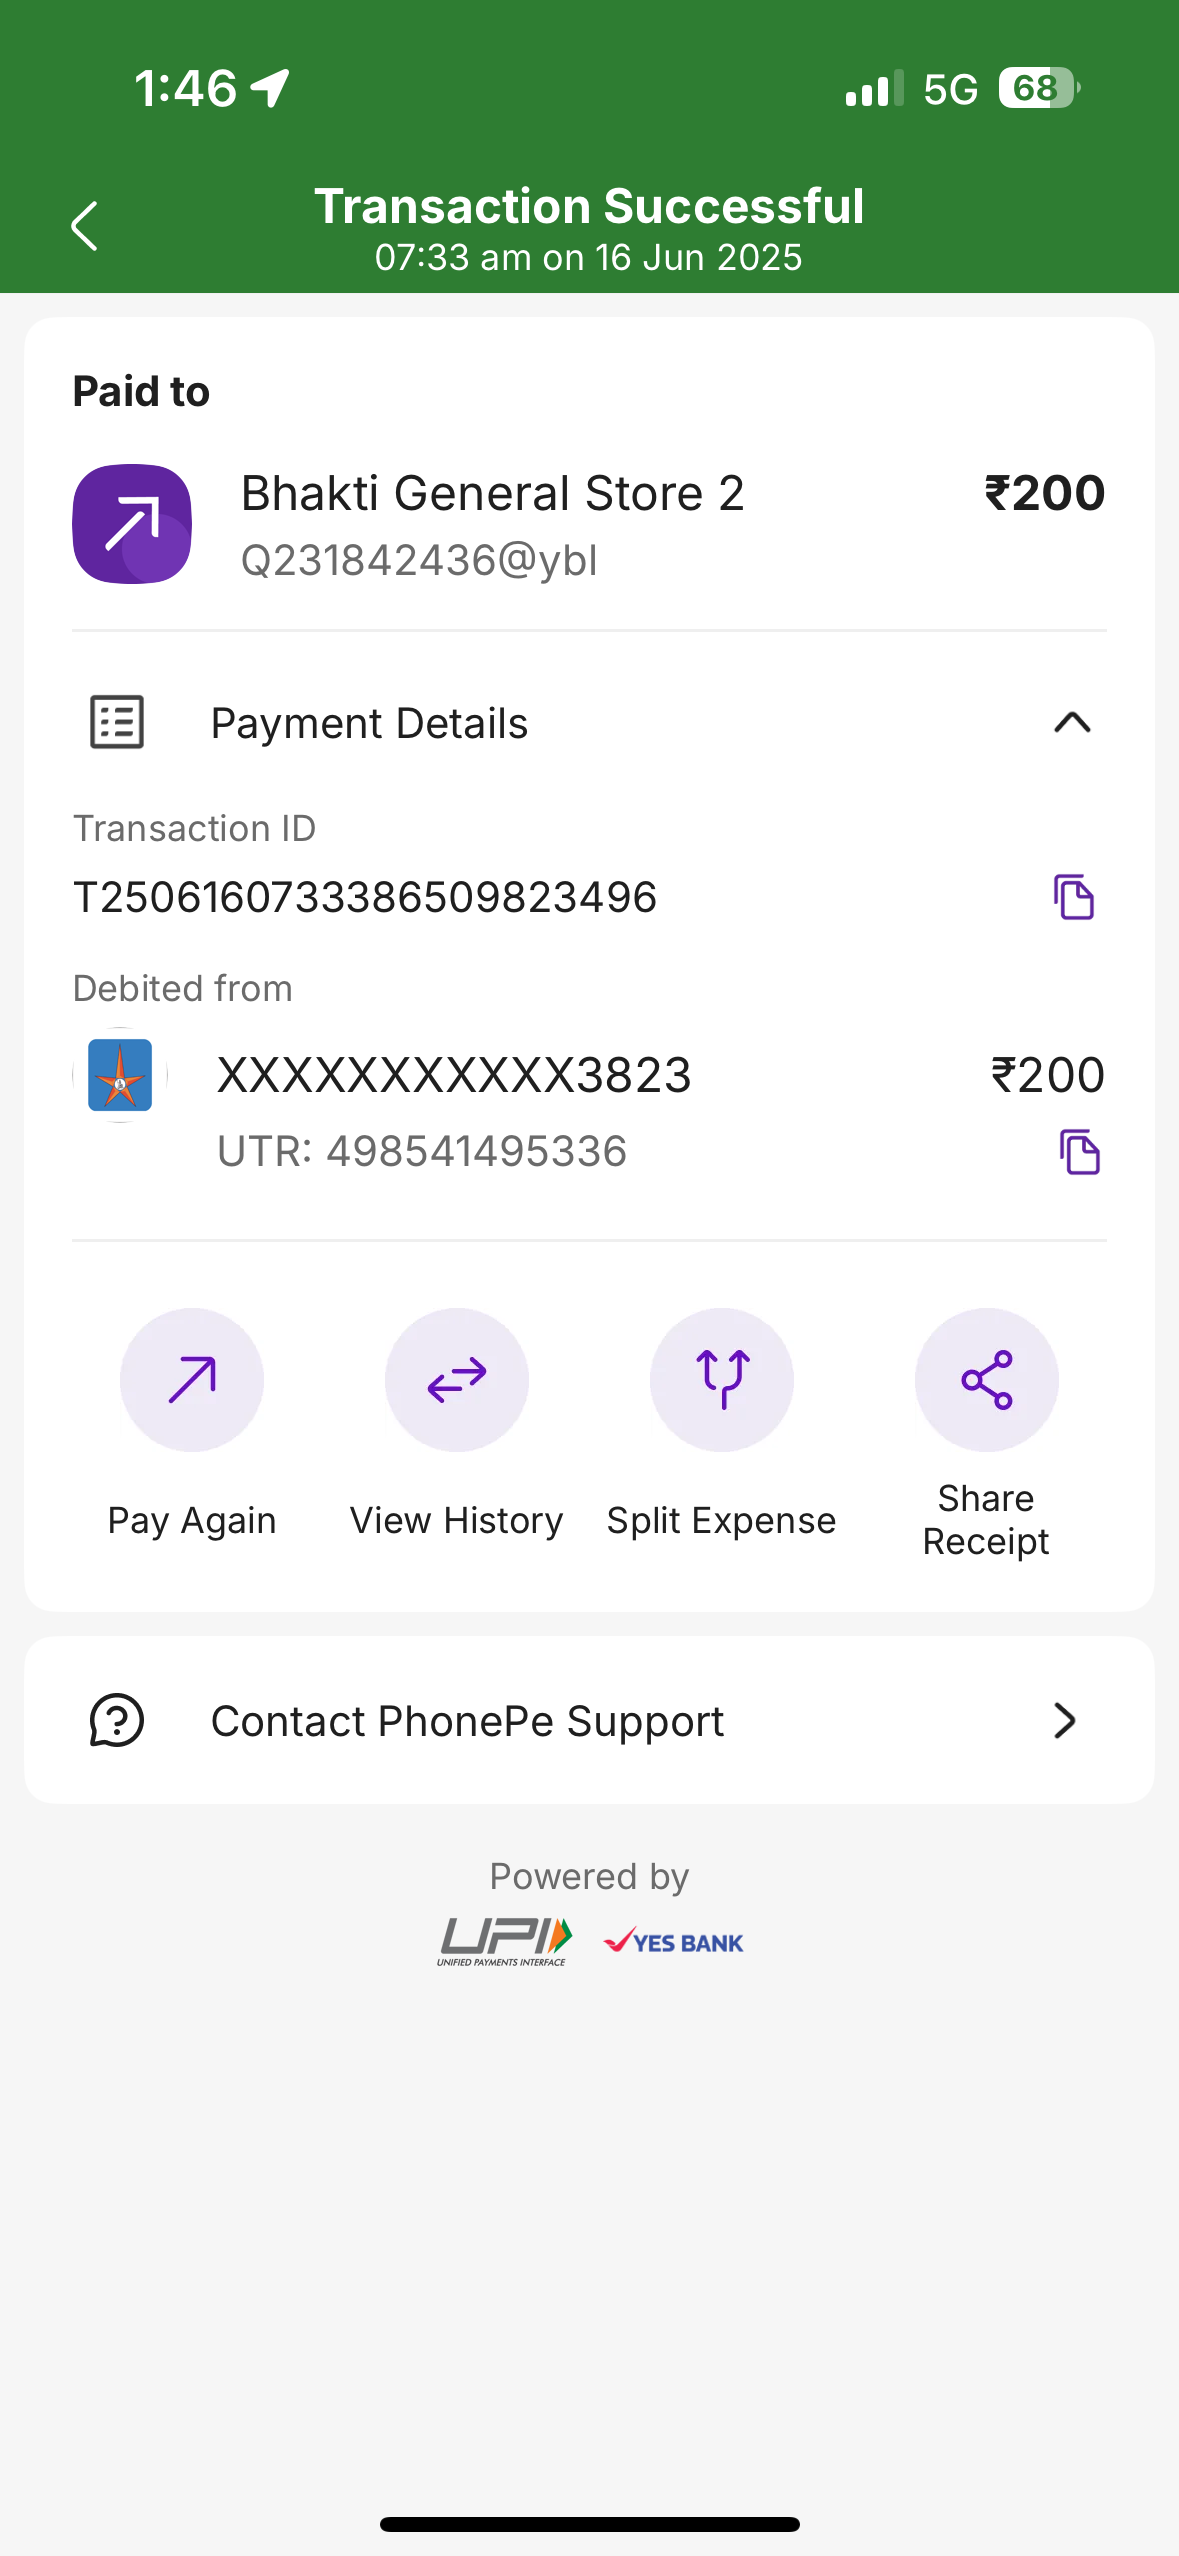 1:46 5G 68
Transaction Successful
07:33 am on 16 Jun 2025
Paid to
Bhakti General Store 2 ₹200
Q231842436@ybl
Payment Details
Transaction ID
T2506160733386509823496
Debited from
XXXXXXXXXXX3823 ₹200
UTR: 498541495336
Pay Again View History Split Expense Share Receipt
Contact PhonePe Support
Powered by
UPI YES BANK
UNIFIED PAYMENTS INTERFACE